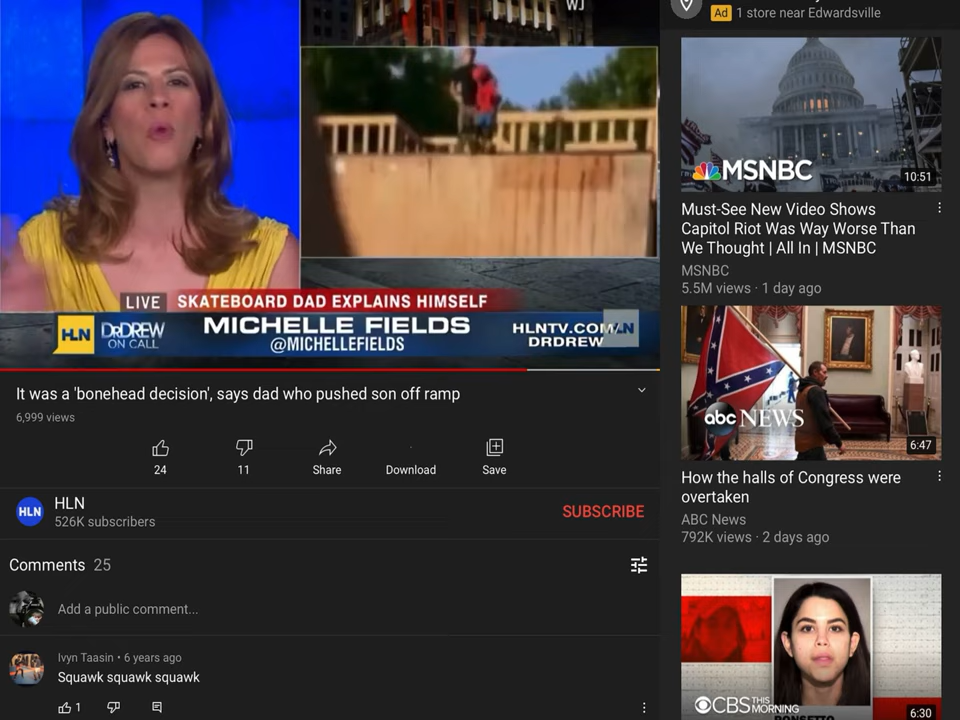 WJ
LIVE SKATEBOARD DAD EXPLAINS HIMSELF
HLN DR DREW ON CALL
MICHELLE FIELDS
@MICHELLEFIELDS
HLNTV.COM/
DRDREW
HLN
It was a 'bonehead decision', says dad who pushed son off ramp
6,999 views
24
11
Share
Download
Save
HLN
HLN
526K subscribers
SUBSCRIBE
Comments 25
Add a public comment...
Ivyn Taasin • 6 years ago
Squawk squawk squawk
1
Ad 1 store near Edwardsville
MSNBC
10:51
Must-See New Video Shows
Capitol Riot Was Way Worse Than
We Thought | All In | MSNBC
MSNBC
5.5M views · 1 day ago
abc NEWS
6:47
How the halls of Congress were
overtaken
ABC News
792K views · 2 days ago
CBS THIS MORNING
PONSETTO
6:30